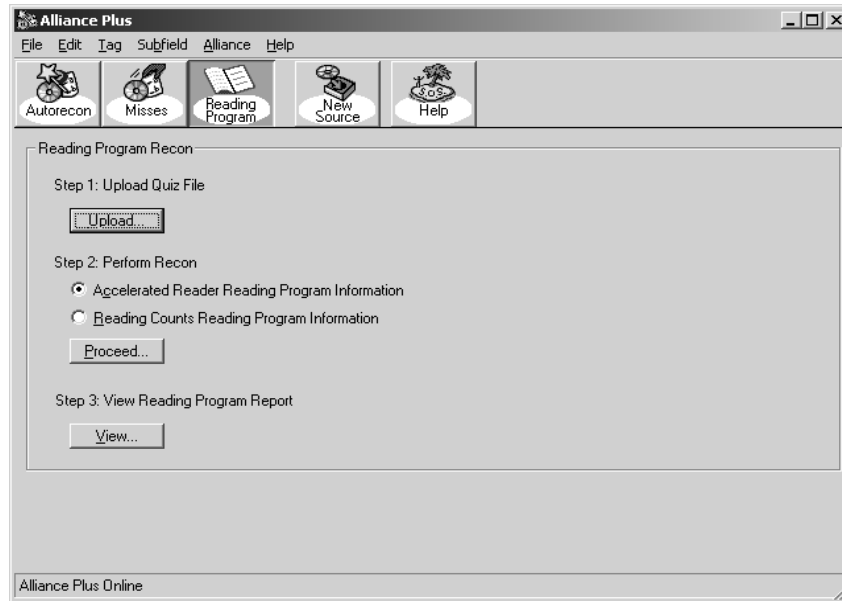 Alliance Plus
File Edit Tag Subfield Alliance Help
Autorecon
Misses
Reading
Program
New
Source
S.O.S.
Help
Reading Program Recon
Step 1: Upload Quiz File
Upload...
Step 2: Perform Recon
Accelerated Reader Reading Program Information
Reading Counts Reading Program Information
Proceed...
Step 3: View Reading Program Report
View...
Alliance Plus Online